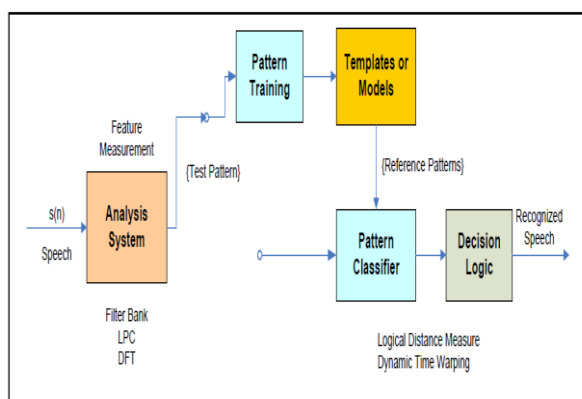 Pattern
Training
Templates or
Models
Feature
Measurement
{Test Pattern}
{Reference Patterns}
s(n)
Speech
Analysis
System
Pattern
Classifier
Decision
Logic
Recognized
Speech
Filter Bank
LPC
DFT
Logical Distance Measure
Dynamic Time Warping